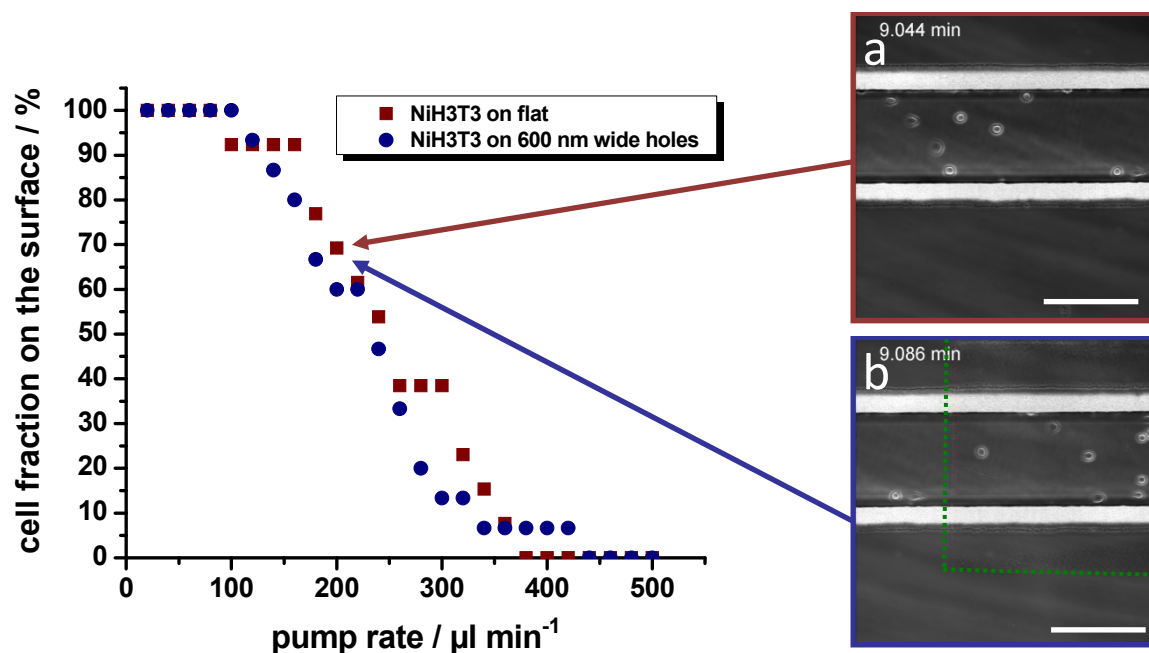 NiH3T3 on flat
NiH3T3 on 600 nm wide holes
cell fraction on the surface / %
100
90
80
70
60
50
40
30
20
10
0
0 100 200 300 400 500
pump rate / µl min⁻¹
a
9.044 min
b
9.086 min